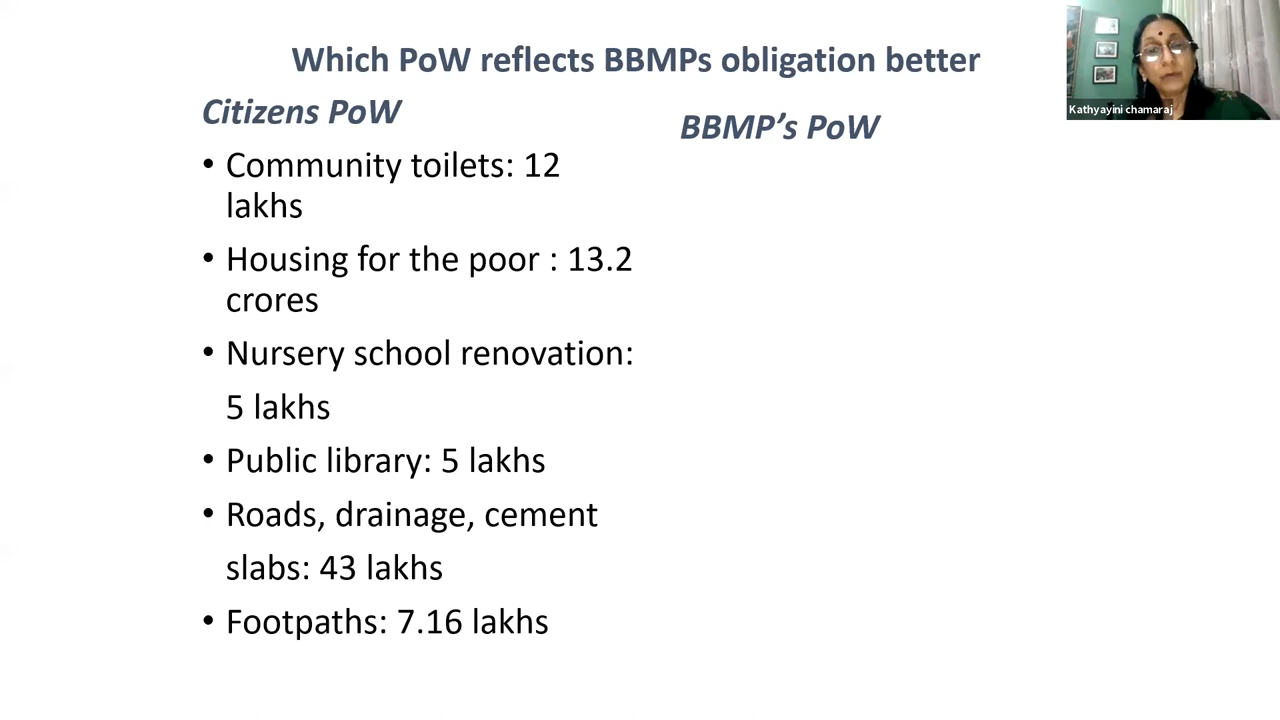 Which PoW reflects BBMPs obligation better
Citizens PoW
• Community toilets: 12
lakhs
• Housing for the poor : 13.2
crores
• Nursery school renovation:
5 lakhs
• Public library: 5 lakhs
• Roads, drainage, cement
slabs: 43 lakhs
• Footpaths: 7.16 lakhs
BBMP’s PoW
Kathyayini chamaraj